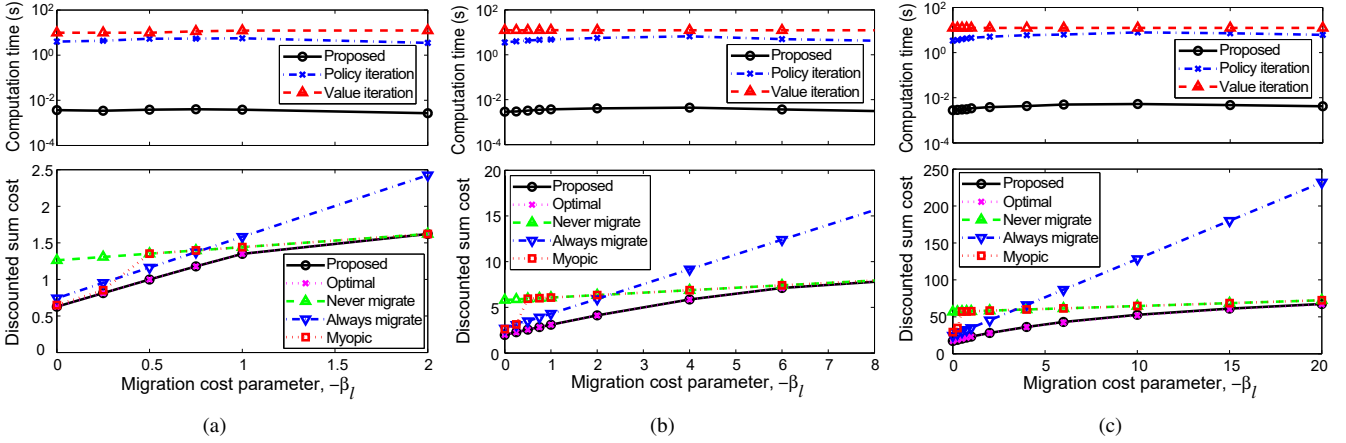 Computation time (s)
10^2
10^0
10^-2
10^-4
Proposed
Policy iteration
Value iteration
Discounted sum cost
2.5
2
1.5
1
0.5
0
Proposed
Optimal
Never migrate
Always migrate
Myopic
0 0.5 1 1.5 2
Migration cost parameter, −β_l
(a)
Computation time (s)
10^2
10^0
10^-2
10^-4
Proposed
Policy iteration
Value iteration
Discounted sum cost
20
15
10
5
0
Proposed
Optimal
Never migrate
Always migrate
Myopic
0 1 2 3 4 5 6 7 8
Migration cost parameter, −β_l
(b)
Computation time (s)
10^2
10^0
10^-2
10^-4
Proposed
Policy iteration
Value iteration
Discounted sum cost
250
200
150
100
50
0
Proposed
Optimal
Never migrate
Always migrate
Myopic
0 5 10 15 20
Migration cost parameter, −β_l
(c)